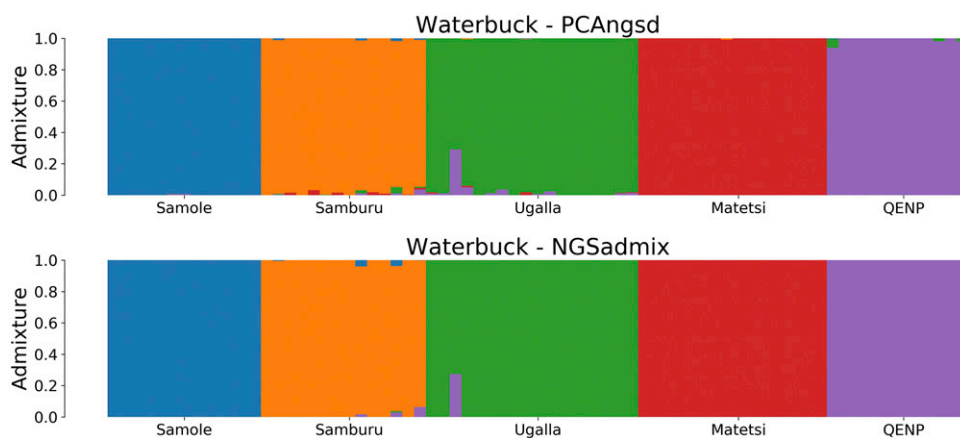 Waterbuck - PCAngsd
1.0
0.8
0.6
0.4
0.2
0.0
Admixture
Samole Samburu Ugalla Matetsi QENP
Waterbuck - NGSadmix
1.0
0.8
0.6
0.4
0.2
0.0
Admixture
Samole Samburu Ugalla Matetsi QENP